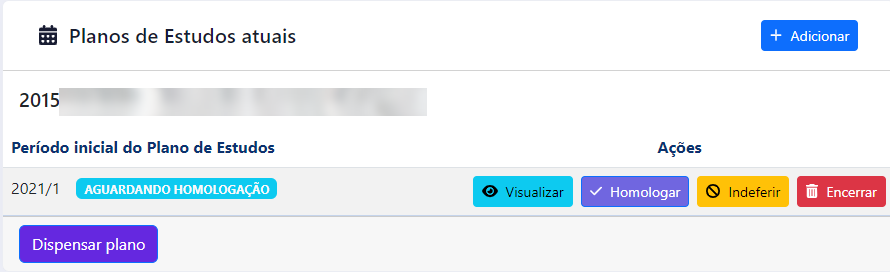 Planos de Estudos atuais
Adicionar
2015
Período inicial do Plano de Estudos Ações
2021/1 AGUARDANDO HOMOLOGAÇÃO Visualizar Homologar Indeferir Encerrar
Dispensar plano